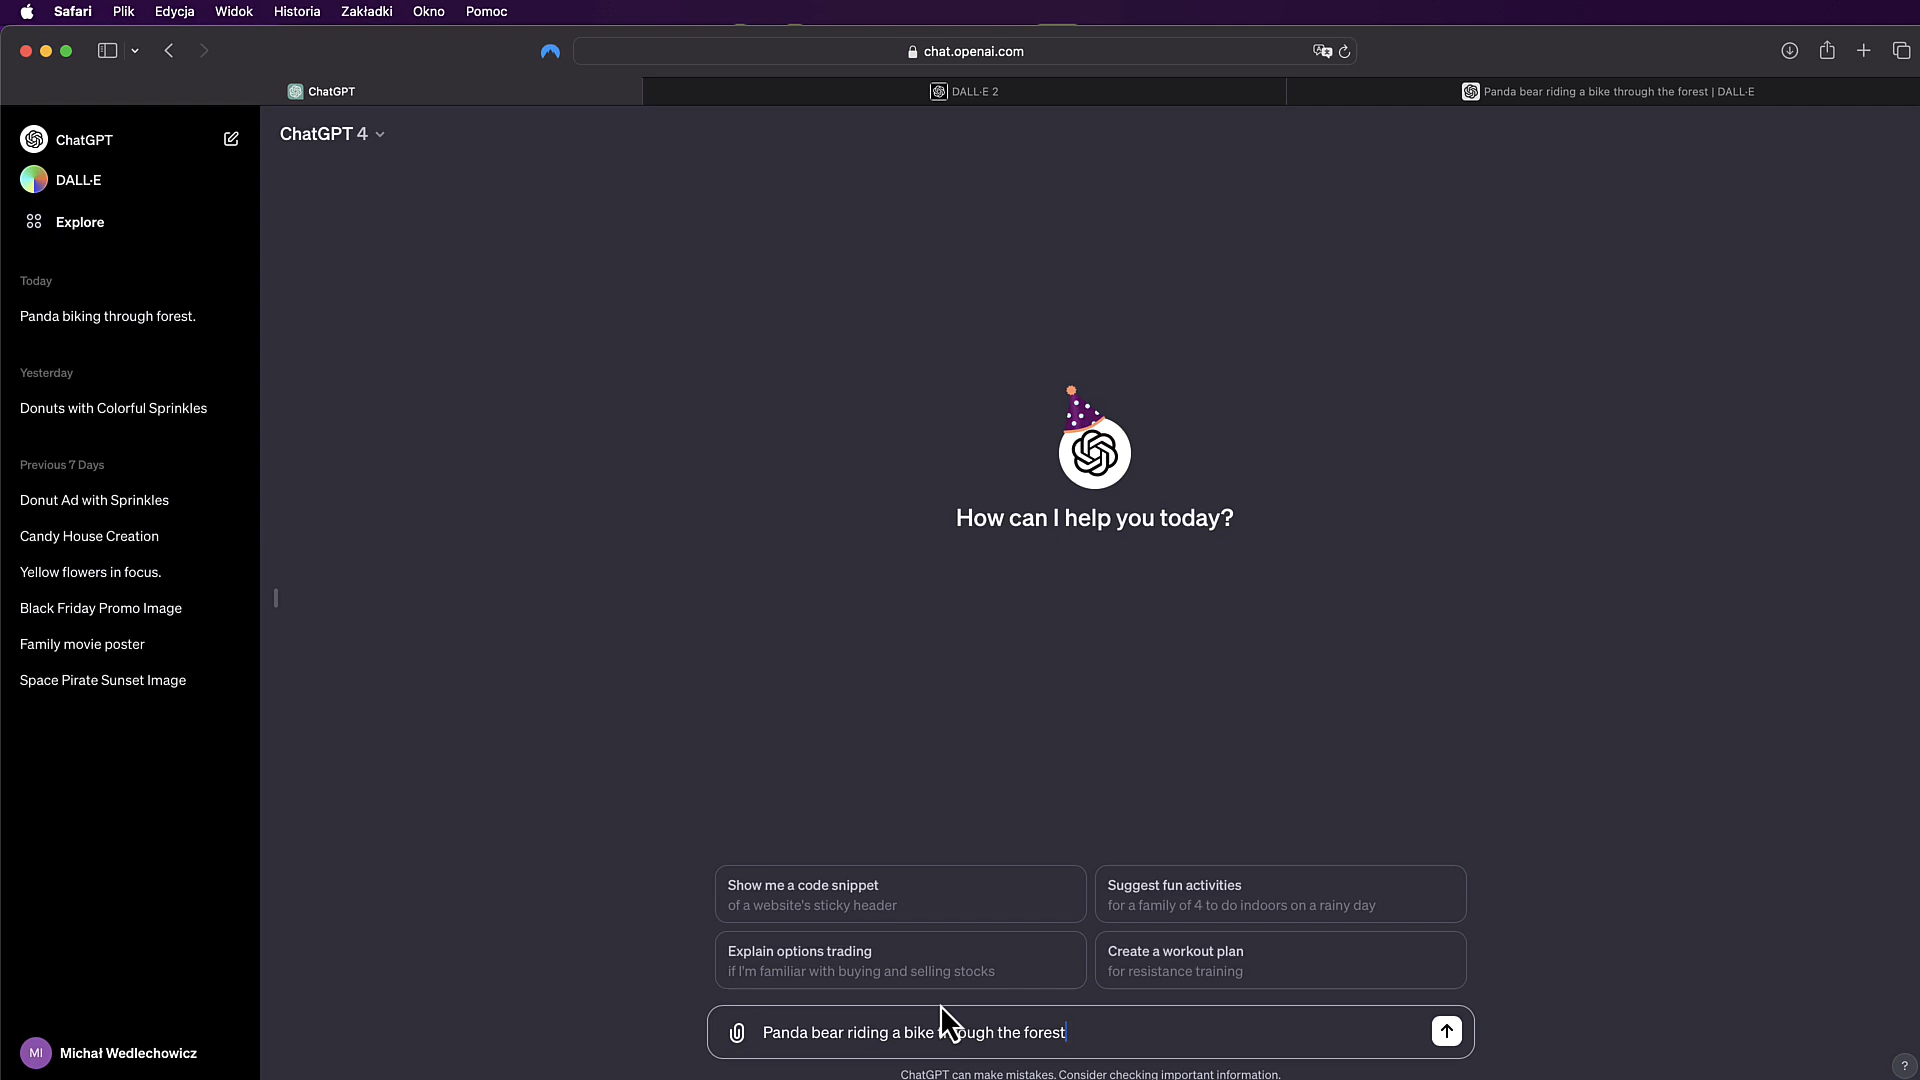 Safari Plik Edycja Widok Historia Zakładki Okno Pomoc
chat.openai.com
ChatGPT
DALL·E 2
Panda bear riding a bike through the forest | DALL·E
ChatGPT
DALL·E
Explore
Today
Panda biking through forest.
Yesterday
Donuts with Colorful Sprinkles
Previous 7 Days
Donut Ad with Sprinkles
Candy House Creation
Yellow flowers in focus.
Black Friday Promo Image
Family movie poster
Space Pirate Sunset Image
MI Michał Wedlechowicz
ChatGPT 4
How can I help you today?
Show me a code snippet
of a website's sticky header
Suggest fun activities
for a family of 4 to do indoors on a rainy day
Explain options trading
if I'm familiar with buying and selling stocks
Create a workout plan
for resistance training
Panda bear riding a bike through the forest
ChatGPT can make mistakes. Consider checking important information.
?